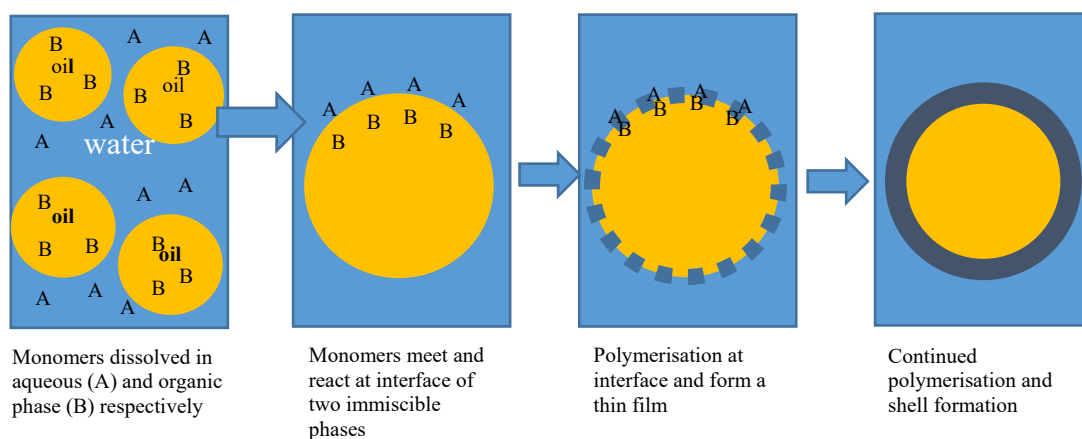 A A
B
oil B
B B oil
B
A
A water
A A
B
oil
B
B B oil
B
B
A A A
A A A A
B B B B
A A A A
B B B B
Monomers dissolved in
aqueous (A) and organic
phase (B) respectively
Monomers meet and
react at interface of
two immiscible
phases
Polymerisation at
interface and form a
thin film
Continued
polymerisation and
shell formation